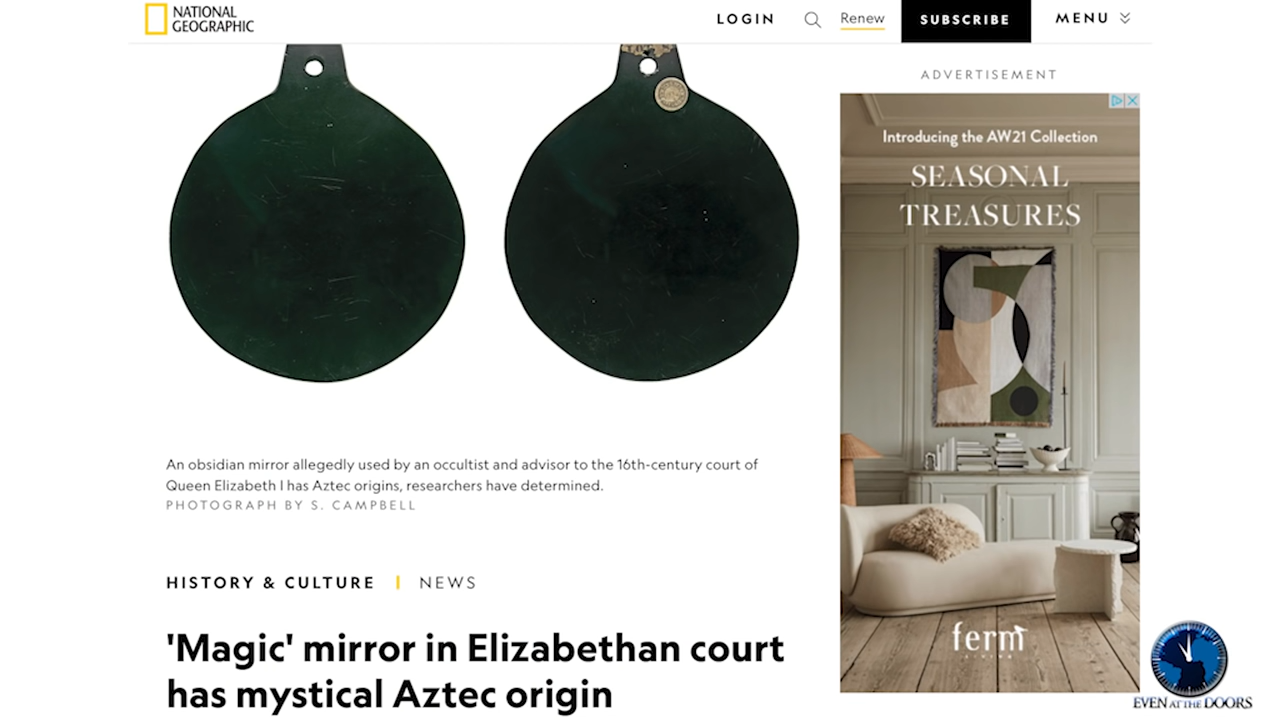 NATIONAL
GEOGRAPHIC
LOGIN
Renew
SUBSCRIBE
MENU
ADVERTISEMENT
Introducing the AW21 Collection
SEASONAL
TREASURES
ferm
LIVING
An obsidian mirror allegedly used by an occultist and advisor to the 16th-century court of
Queen Elizabeth I has Aztec origins, researchers have determined.
PHOTOGRAPH BY S. CAMPBELL
HISTORY & CULTURE | NEWS
'Magic' mirror in Elizabethan court
has mystical Aztec origin
EVEN AT THE DOORS